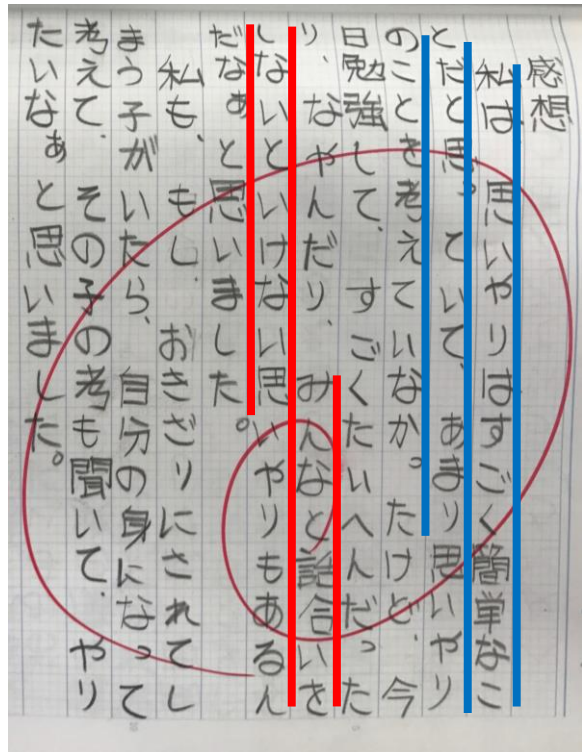 感想
私は、思いやりはすごく簡単なこ
とだと思っていて、あまり思いやり
のことを考えていなかったけど、今
日勉強して、すごくたいへんだった
り、なやんだり、みんなと話合いを
しないといけない思いやりもあるん
だなぁと思いました。
私も、もし、おきざりにされてし
まう子がいたら、自分の身になって
考えて、その子の考も聞いて、やり
たいなぁと思いました。